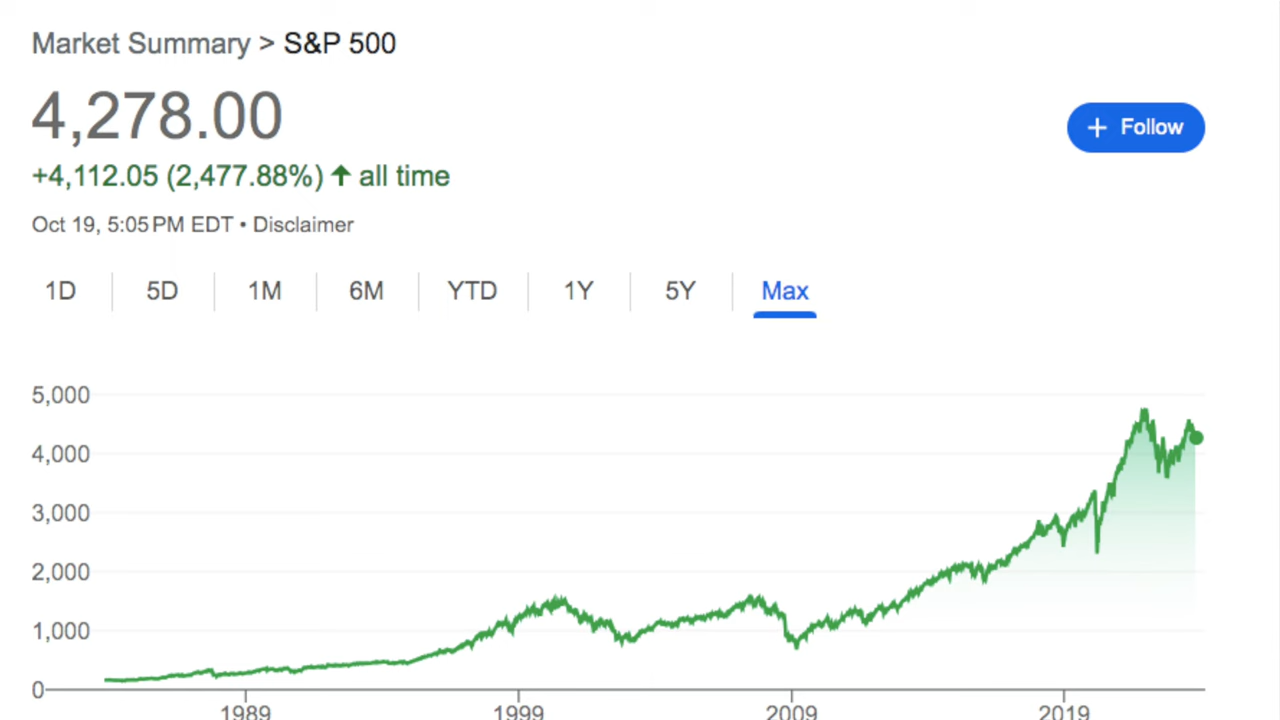 Market Summary > S&P 500
4,278.00
+ Follow
+4,112.05 (2,477.88%) ↑ all time
Oct 19, 5:05 PM EDT • Disclaimer
1D 5D 1M 6M YTD 1Y 5Y Max
5,000
4,000
3,000
2,000
1,000
0
1989 1999 2009 2019